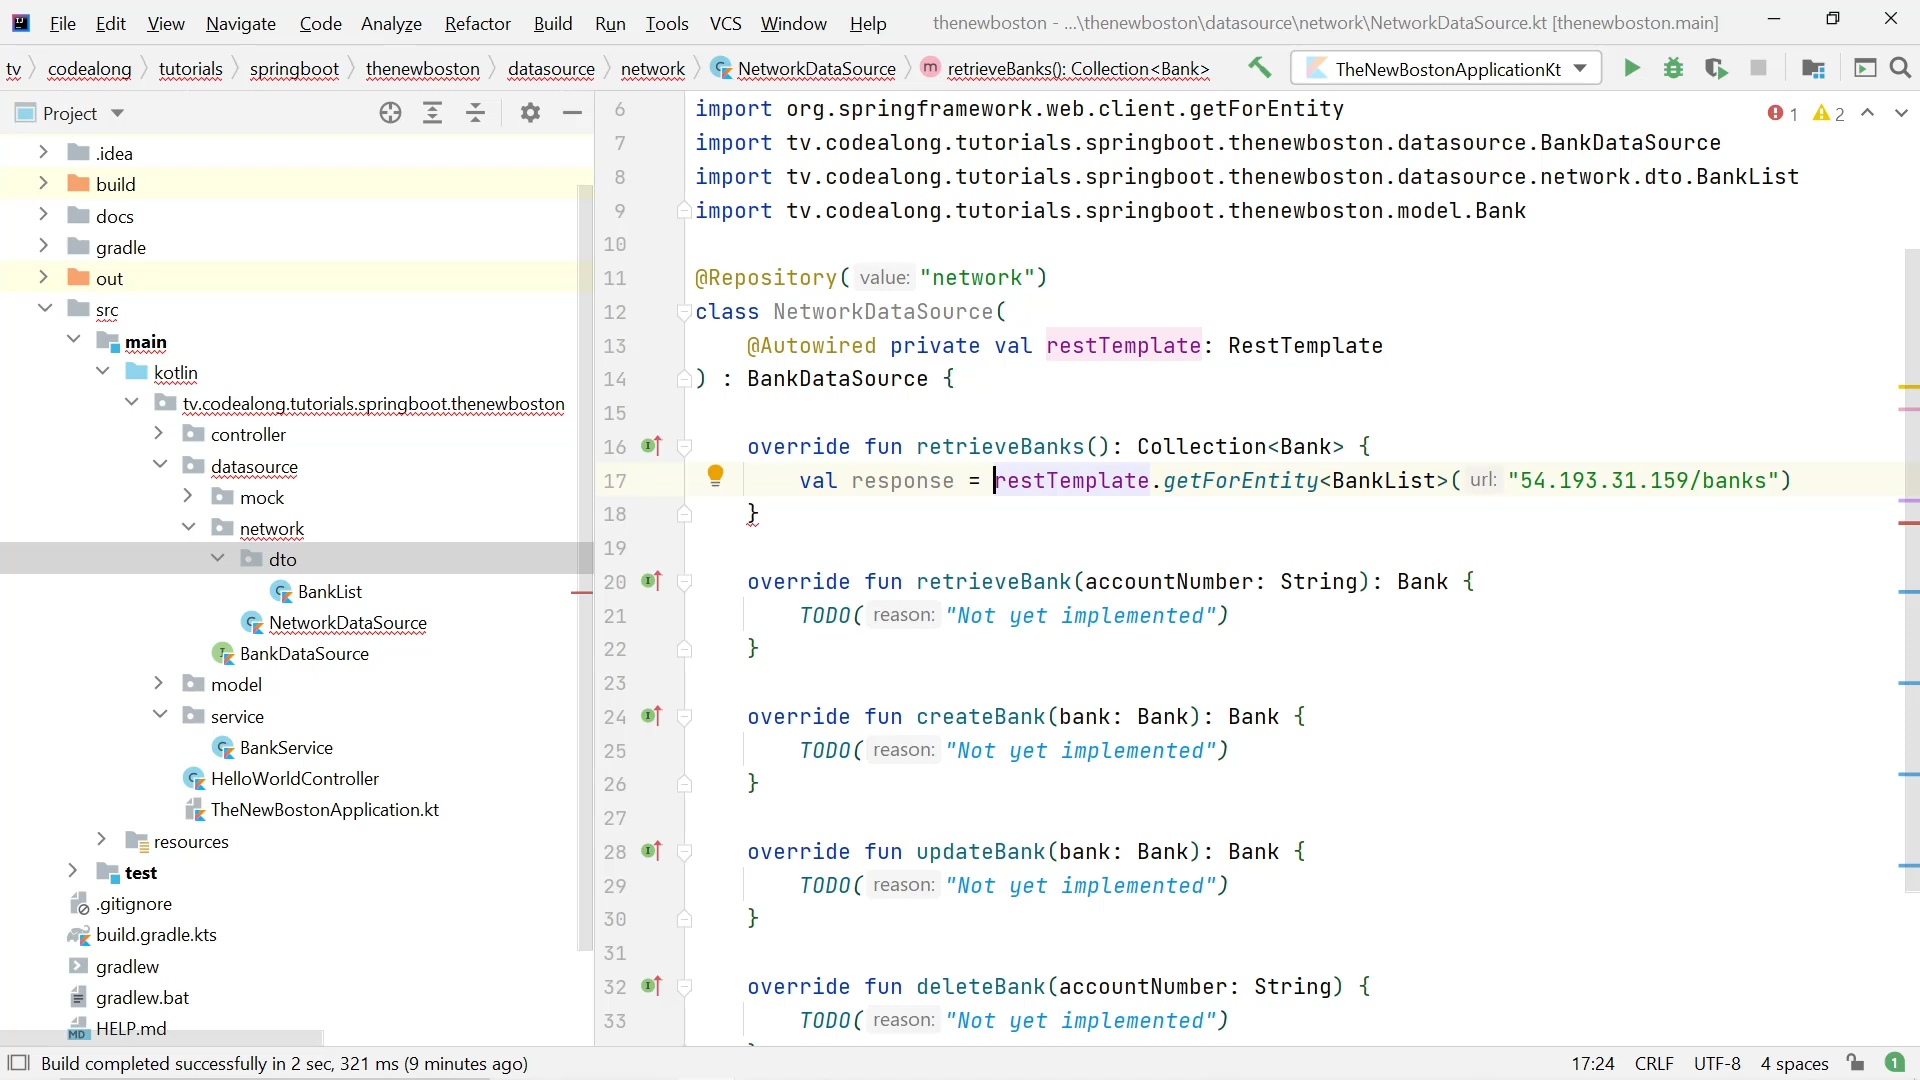 File Edit View Navigate Code Analyze Refactor Build Run Tools VCS Window Help thenewboston - ...\thenewboston\datasource\network\NetworkDataSource.kt [thenewboston.main]
tv codealong tutorials springboot thenewboston datasource network NetworkDataSource m retrieveBanks(): Collection<Bank> TheNewBostonApplicationKt
Project
.idea
build
docs
gradle
out
src
main
kotlin
tv.codealong.tutorials.springboot.thenewboston
controller
datasource
mock
network
dto
BankList
NetworkDataSource
BankDataSource
model
service
BankService
HelloWorldController
TheNewBostonApplication.kt
resources
test
.gitignore
build.gradle.kts
gradlew
gradlew.bat
HELP.md
1 2
6 import org.springframework.web.client.getForEntity
7 import tv.codealong.tutorials.springboot.thenewboston.datasource.BankDataSource
8 import tv.codealong.tutorials.springboot.thenewboston.datasource.network.dto.BankList
9 import tv.codealong.tutorials.springboot.thenewboston.model.Bank
10
11 @Repository( value: "network")
12 class NetworkDataSource(
13 @Autowired private val restTemplate: RestTemplate
14 ) : BankDataSource {
15
16 override fun retrieveBanks(): Collection<Bank> {
17 val response = restTemplate.getForEntity<BankList>( url: "54.193.31.159/banks")
18 }
19
20 override fun retrieveBank(accountNumber: String): Bank {
21 TODO( reason: "Not yet implemented")
22 }
23
24 override fun createBank(bank: Bank): Bank {
25 TODO( reason: "Not yet implemented")
26 }
27
28 override fun updateBank(bank: Bank): Bank {
29 TODO( reason: "Not yet implemented")
30 }
31
32 override fun deleteBank(accountNumber: String) {
33 TODO( reason: "Not yet implemented")
Build completed successfully in 2 sec, 321 ms (9 minutes ago) 17:24 CRLF UTF-8 4 spaces 1